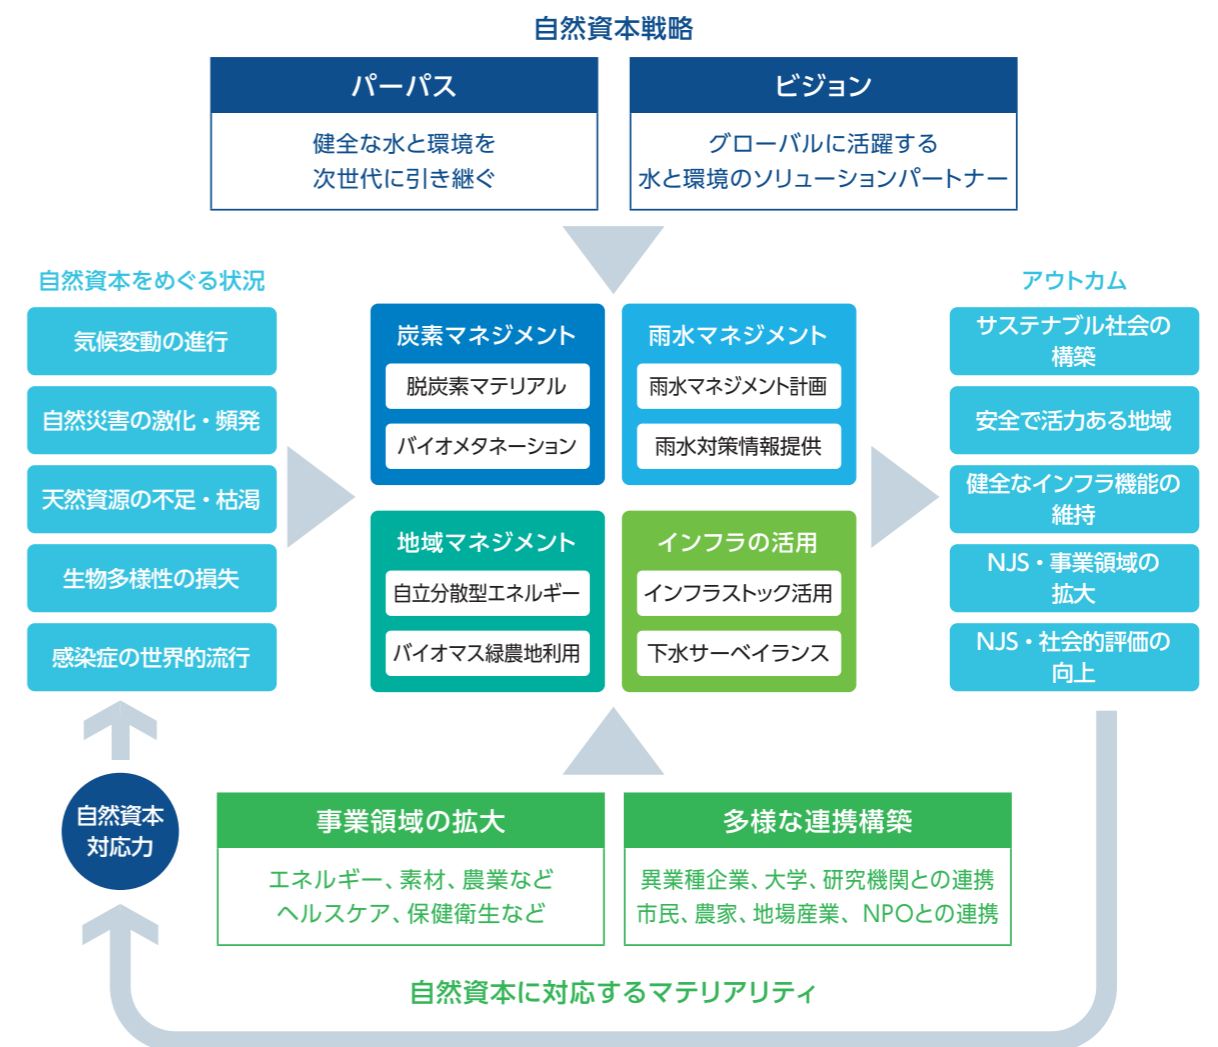 自然資本戦略
パーパス
健全な水と環境を
次世代に引き継ぐ
ビジョン
グローバルに活躍する
水と環境のソリューションパートナー
自然資本をめぐる状況
気候変動の進行
自然災害の激化・頻発
天然資源の不足・枯渇
生物多様性の損失
感染症の世界的流行
炭素マネジメント
脱炭素マテリアル
バイオメタネーション
雨水マネジメント
雨水マネジメント計画
雨水対策情報提供
地域マネジメント
自立分散型エネルギー
バイオマス緑農地利用
インフラの活用
インフラストック活用
下水サーベイランス
アウトカム
サステナブル社会の
構築
安全で活力ある地域
健全なインフラ機能の
維持
NJS・事業領域の
拡大
NJS・社会的評価の
向上
自然資本
対応力
事業領域の拡大
エネルギー、素材、農業など
ヘルスケア、保健衛生など
多様な連携構築
異業種企業、大学、研究機関との連携
市民、農家、地場産業、NPOとの連携
自然資本に対応するマテリアリティ